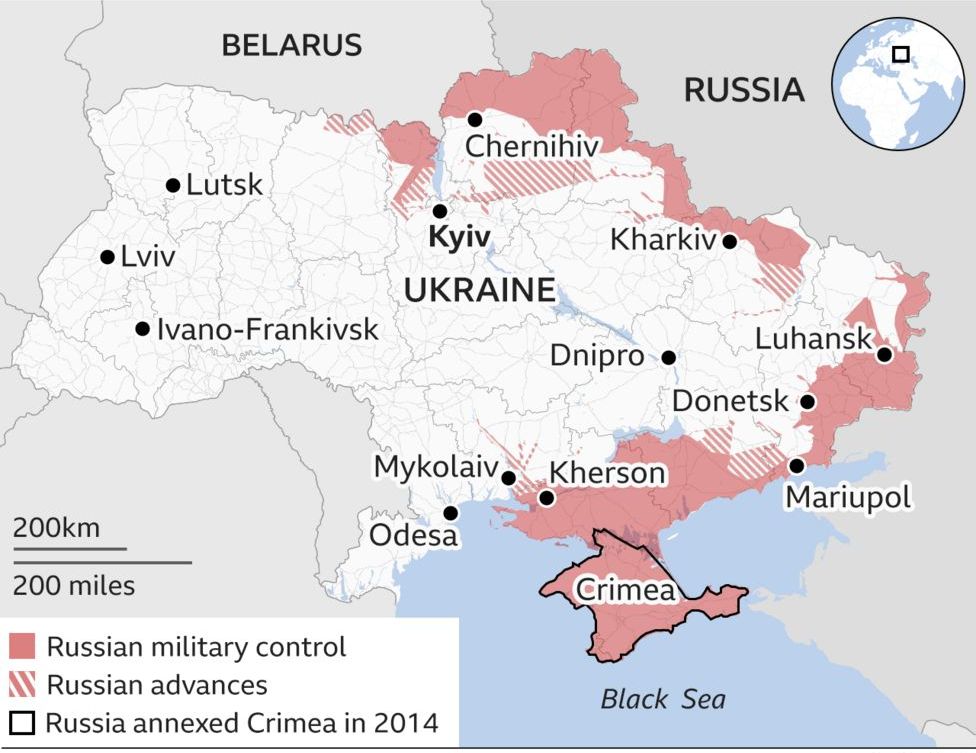 BELARUS
RUSSIA
Chernihiv
Lutsk
Kyiv
Kharkiv
Lviv
UKRAINE
Ivano-Frankivsk
Luhansk
Dnipro
Donetsk
Mykolaiv
Kherson
Mariupol
Odesa
200km
200 miles
Crimea
Russian military control
Russian advances
Russia annexed Crimea in 2014
Black Sea